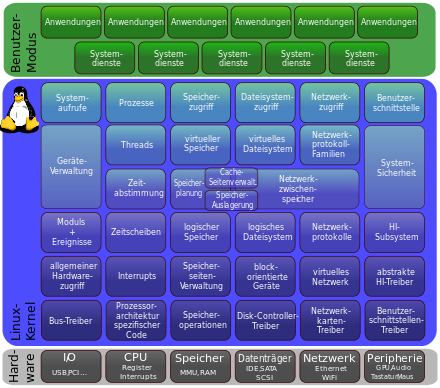 Benutzer-
Modus
Anwendungen Anwendungen Anwendungen Anwendungen Anwendungen Anwendungen
System-
dienste
System-
dienste
System-
dienste
System-
dienste
System-
dienste
Linux-
Kernel
System-
aufrufe
Prozesse
Speicher-
zugriff
Dateisystem-
zugriff
Netzwerk-
zugriff
Benutzer-
schnittstelle
Geräte-
Verwaltung
Threads
virtueller
Speicher
virtuelles
Dateisystem
Netzwerk-
protokoll-
Familien
System-
Sicherheit
Zeit-
abstimmung
Speicher-
planung
Cache-
Seitenverwalt.
Speicher-
Auslagerung
Netzwerk-
zwischen-
speicher
Moduls
+
Ereignisse
Zeitscheiben
logischer
Speicher
logisches
Dateisystem
Netzwerk-
protokolle
HI-
Subsystem
allgemeiner
Hardware-
zugriff
Interrupts
Speicher-
seiten-
Verwaltung
block-
orientierte
Geräte
virtuelles
Netzwerk
abstrakte
HI-Treiber
Bus-Treiber
Prozessor-
architektur
spezifischer
Code
Speicher-
operationen
Disk-Controller-
Treiber
Netzwerk-
karten-
Treiber
Benutzer-
schnittstellen-
Treiber
Hard-
ware
I/O
USB,PCI ...
CPU
Register
Interrupts
Speicher
MMU, RAM
Datenträger
IDE,SATA
SCSI
Netzwerk
Ethernet
WIFI
Peripherie
GPU,Audio
Tastatur,Maus